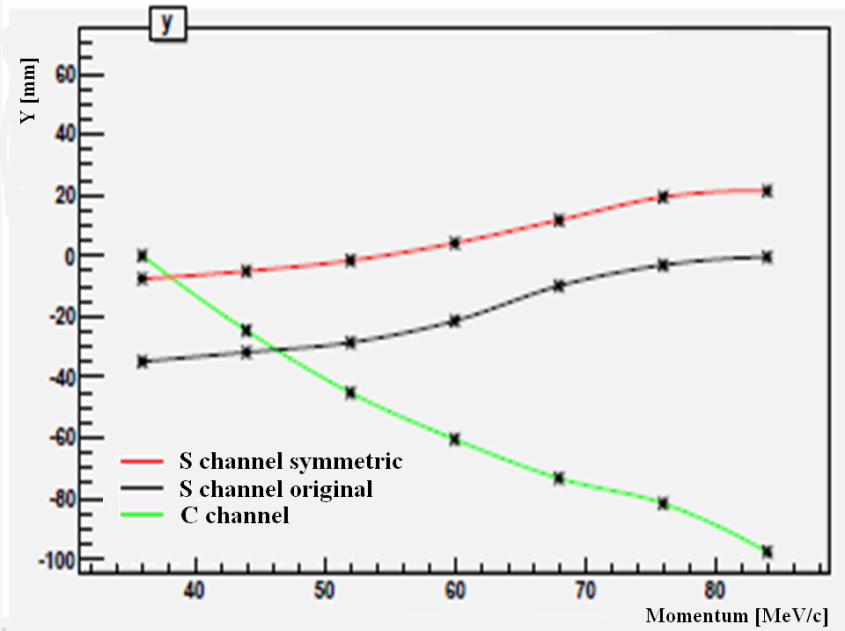 y
Y [mm]
60
40
20
0
-20
-40
-60
-80
-100
S channel symmetric
S channel original
C channel
40 50 60 70 80
Momentum [MeV/c]